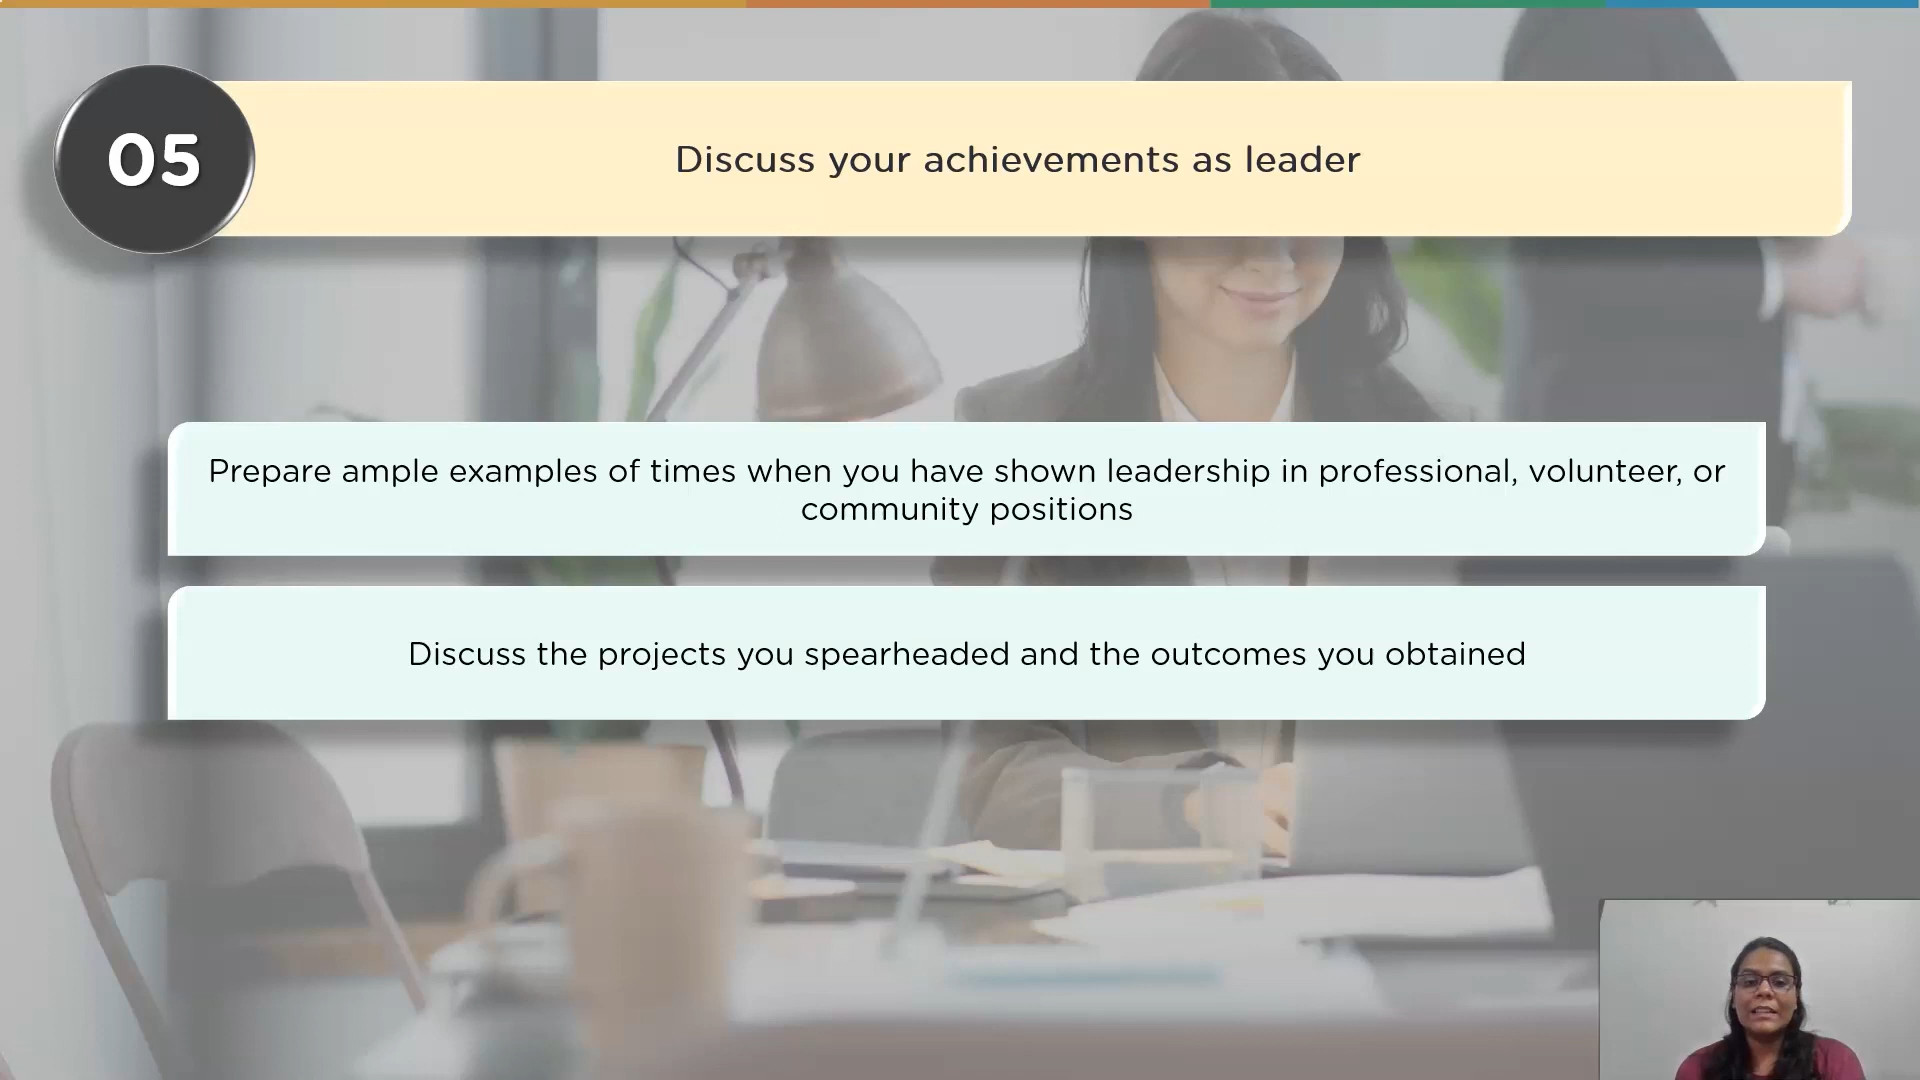 05
Discuss your achievements as leader
Prepare ample examples of times when you have shown leadership in professional, volunteer, or
community positions
Discuss the projects you spearheaded and the outcomes you obtained